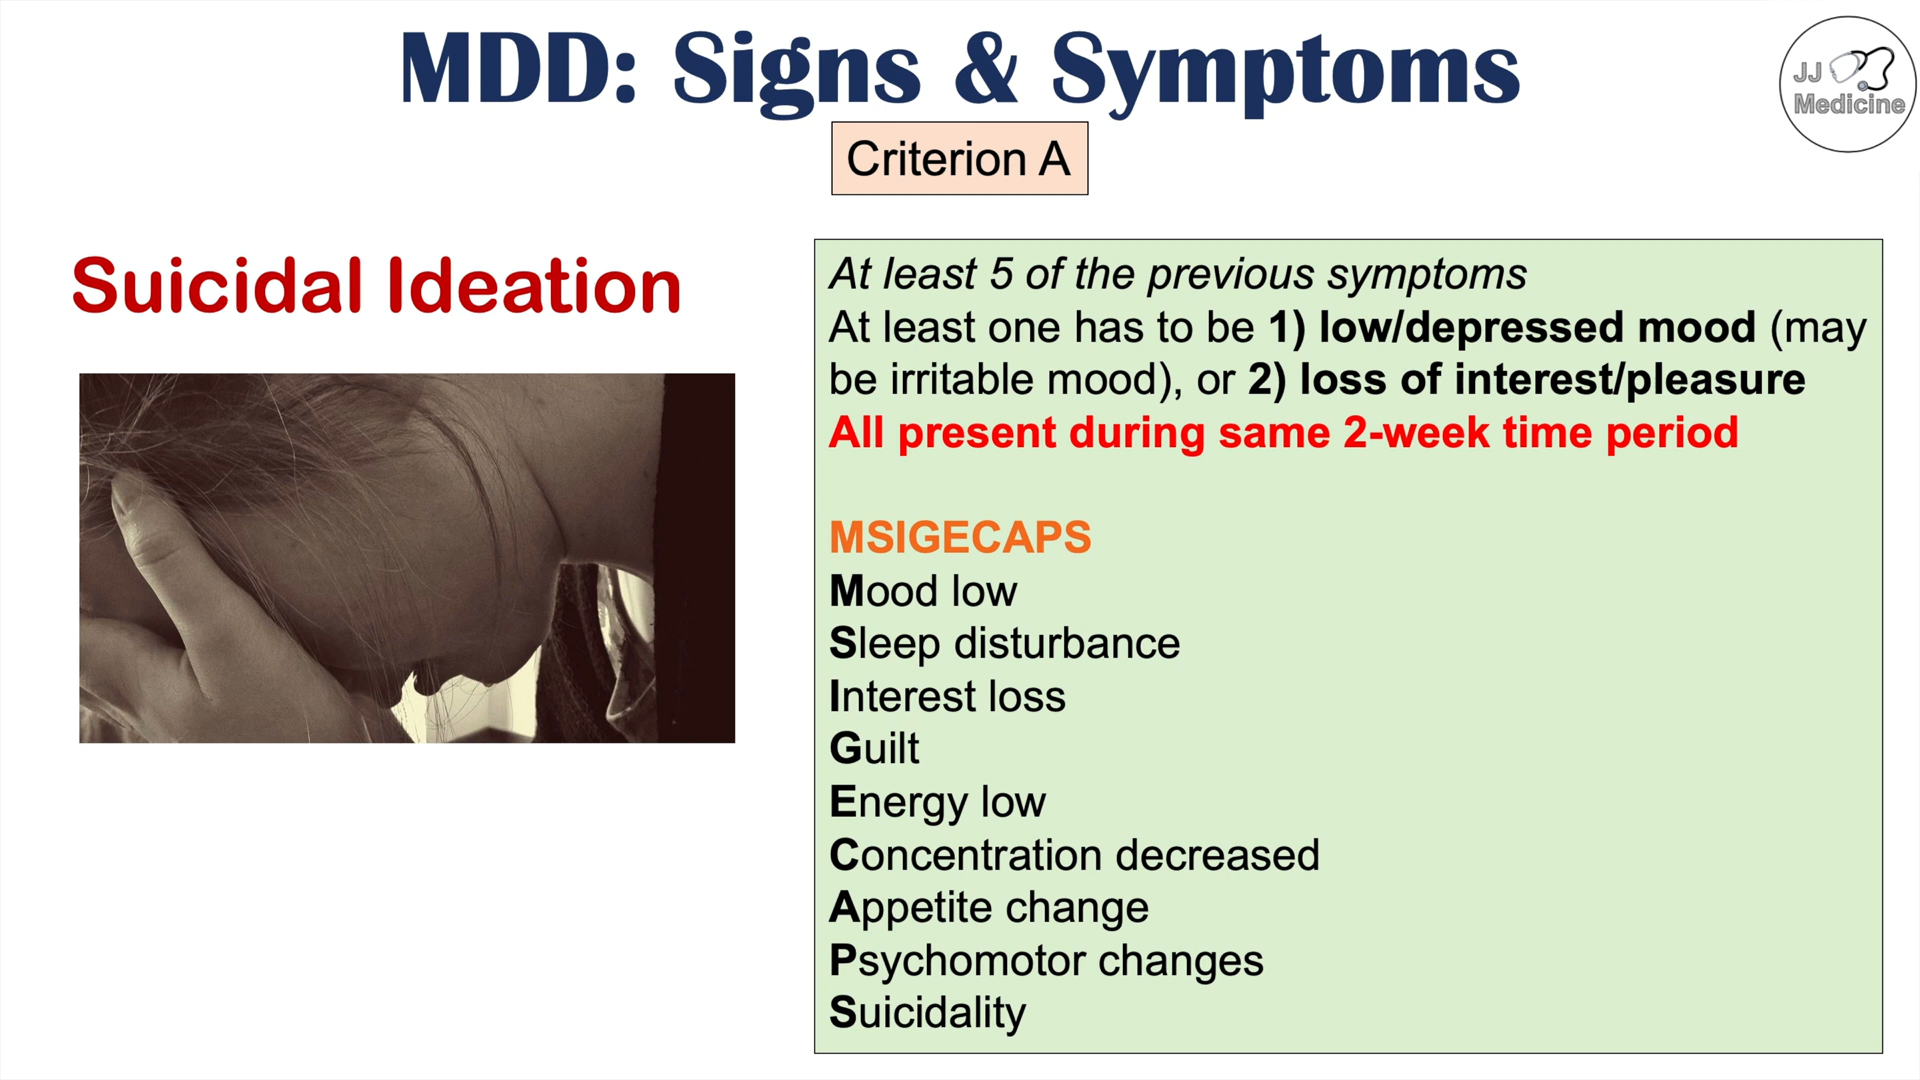 MDD: Signs & Symptoms
JJ
Medicine
Criterion A
Suicidal Ideation
At least 5 of the previous symptoms
At least one has to be 1) low/depressed mood (may
be irritable mood), or 2) loss of interest/pleasure
All present during same 2-week time period
MSIGECAPS
Mood low
Sleep disturbance
Interest loss
Guilt
Energy low
Concentration decreased
Appetite change
Psychomotor changes
Suicidality